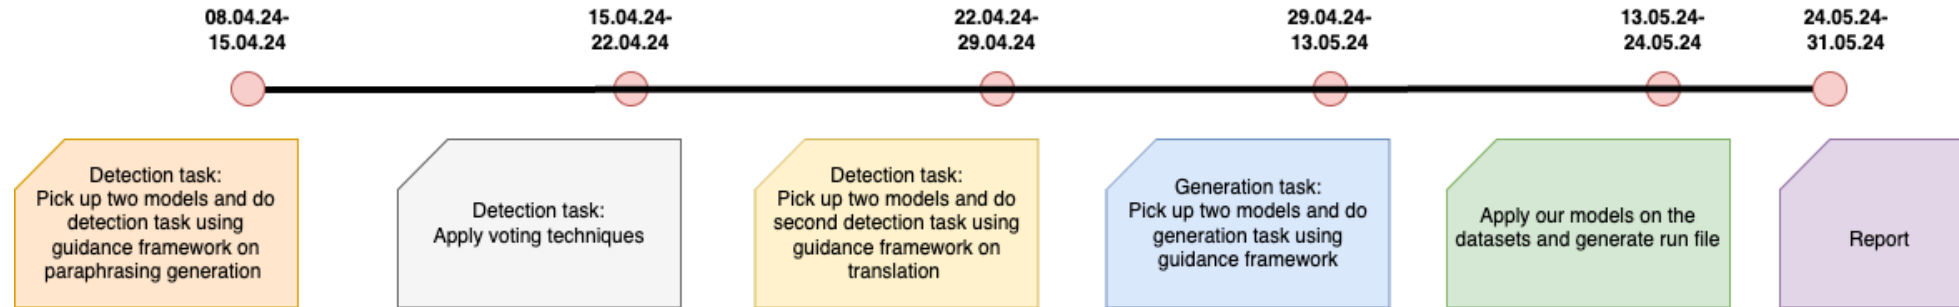 08.04.24-
15.04.24
15.04.24-
22.04.24
22.04.24-
29.04.24
29.04.24-
13.05.24
13.05.24-
24.05.24
24.05.24-
31.05.24
Detection task:
Pick up two models and do
detection task using
guidance framework on
paraphrasing generation
Detection task:
Apply voting techniques
Detection task:
Pick up two models and do
second detection task using
guidance framework on
translation
Generation task:
Pick up two models and do
generation task using
guidance framework
Apply our models on the
datasets and generate run file
Report